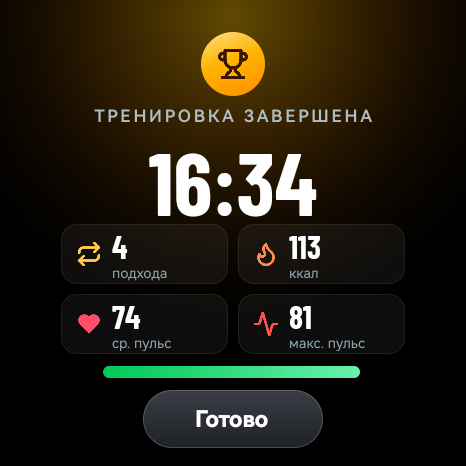 ТРЕНИРОВКА ЗАВЕРШЕНА
16:34
4
подхода
113
ккал
74
ср. пульс
81
макс. пульс
Готово